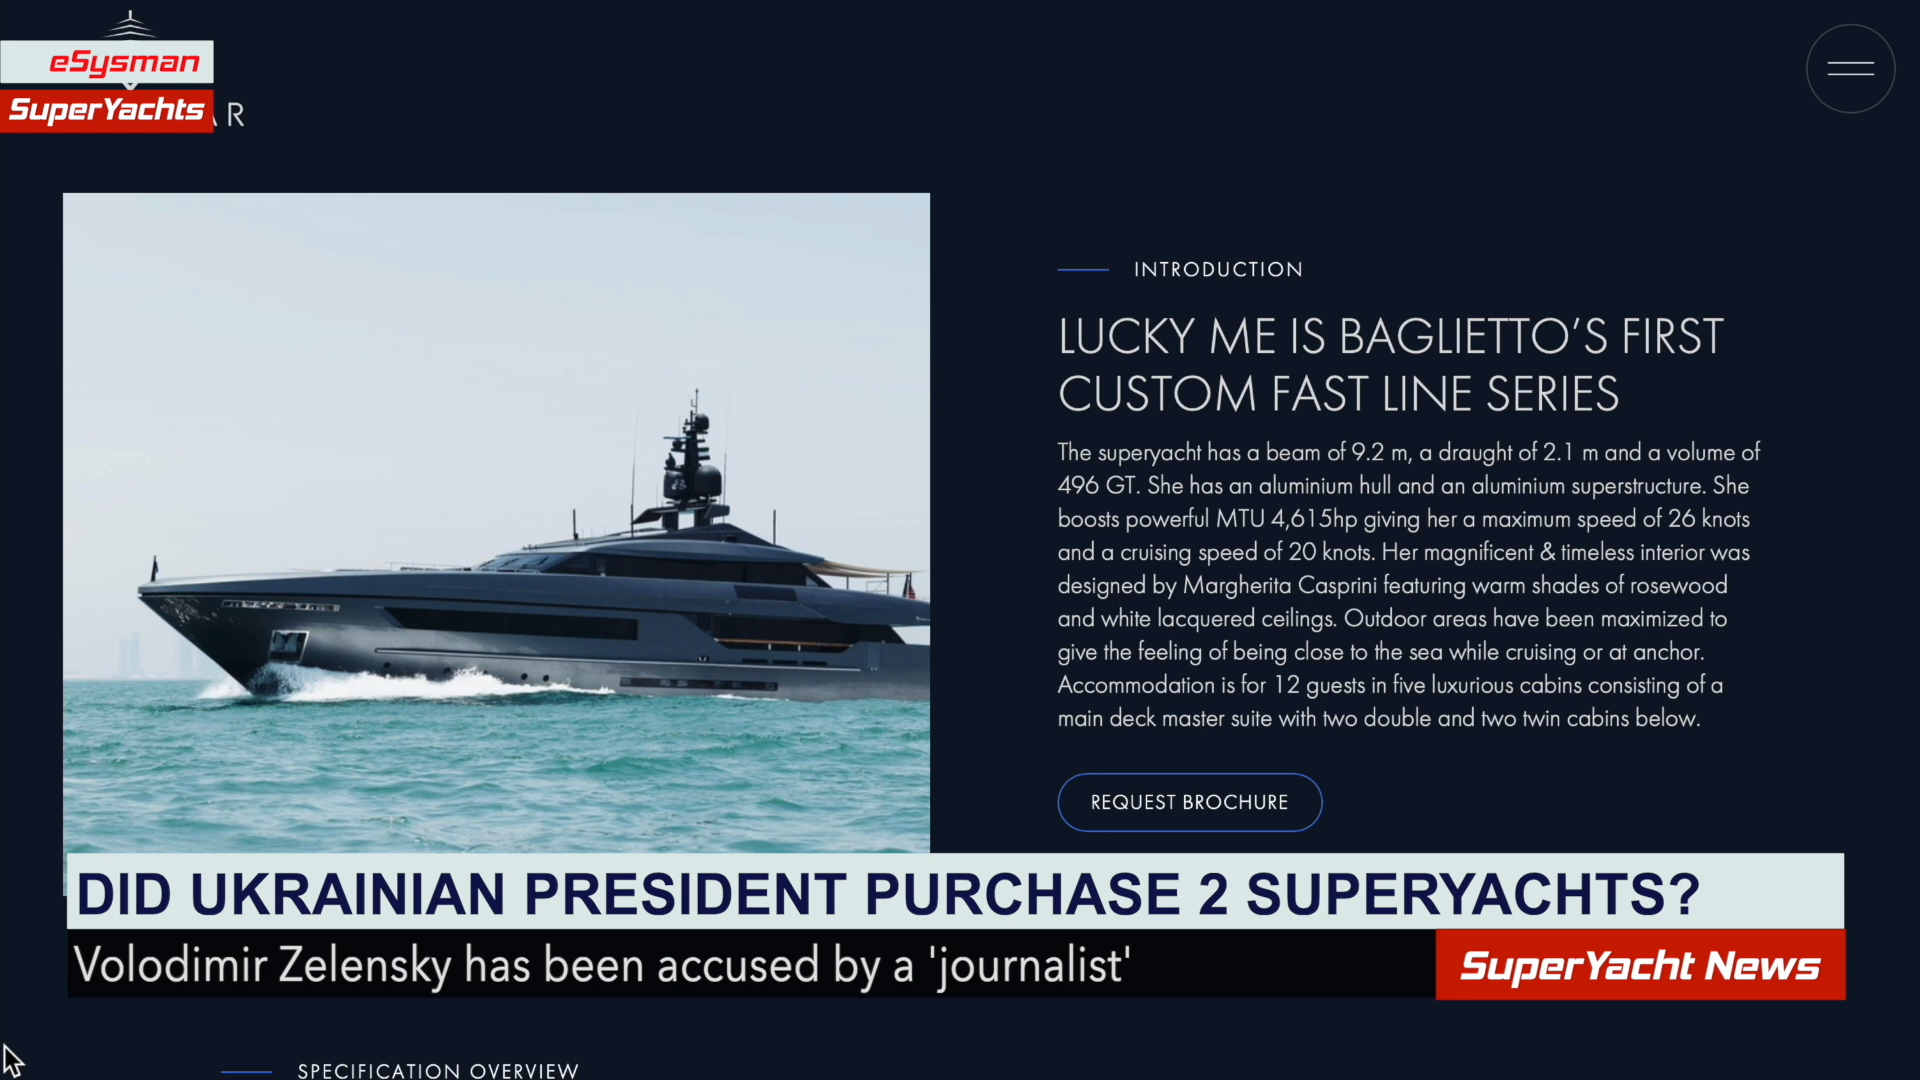 eSysman
SuperYachts
R
INTRODUCTION
LUCKY ME IS BAGLIETTO’S FIRST
CUSTOM FAST LINE SERIES
The superyacht has a beam of 9.2 m, a draught of 2.1 m and a volume of
496 GT. She has an aluminium hull and an aluminium superstructure. She
boosts powerful MTU 4,615hp giving her a maximum speed of 26 knots
and a cruising speed of 20 knots. Her magnificent & timeless interior was
designed by Margherita Casprini featuring warm shades of rosewood
and white lacquered ceilings. Outdoor areas have been maximized to
give the feeling of being close to the sea while cruising or at anchor.
Accommodation is for 12 guests in five luxurious cabins consisting of a
main deck master suite with two double and two twin cabins below.
REQUEST BROCHURE
DID UKRAINIAN PRESIDENT PURCHASE 2 SUPERYACHTS?
Volodimir Zelensky has been accused by a 'journalist'
SuperYacht News
SPECIFICATION OVERVIEW